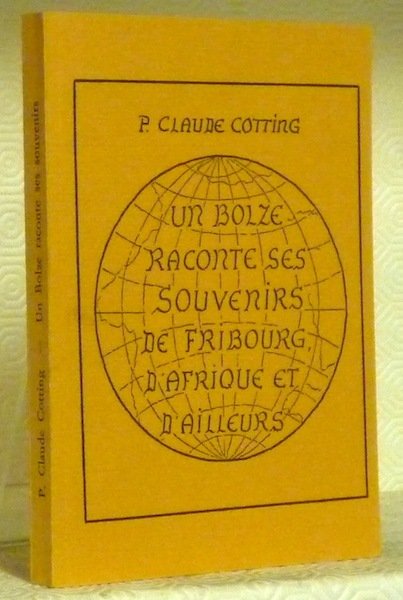 P. CLAUDE COTTING
UN BOLZE
RACONTE SES
SOUVENIRS
DE FRIBOURG
D'AFRIQUE ET
D'AILLEURS
P. Claude Cotting — Un Bolze raconte ses souvenirs